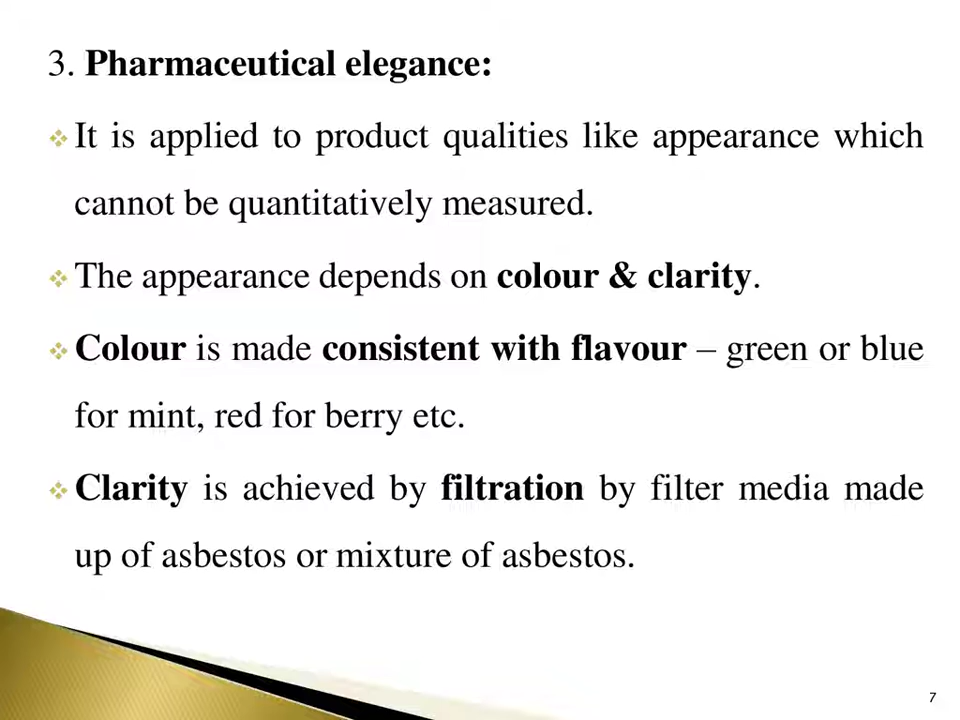 3. Pharmaceutical elegance:
It is applied to product qualities like appearance which
cannot be quantitatively measured.
The appearance depends on colour & clarity.
Colour is made consistent with flavour – green or blue
for mint, red for berry etc.
Clarity is achieved by filtration by filter media made
up of asbestos or mixture of asbestos.
7